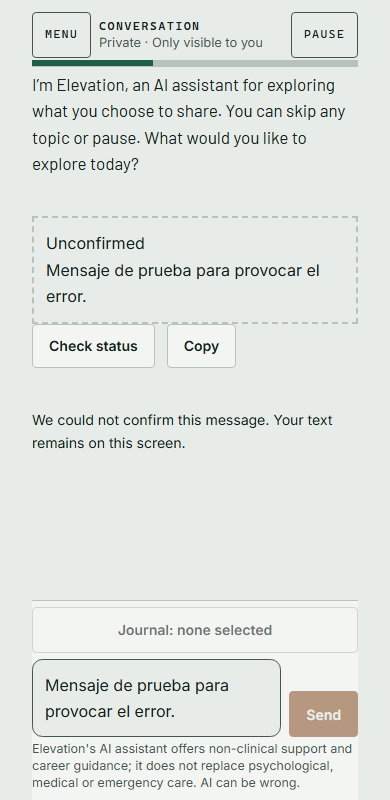 MENU
CONVERSATION
Private · Only visible to you
PAUSE
I’m Elevation, an AI assistant for exploring
what you choose to share. You can skip any
topic or pause. What would you like to
explore today?
Unconfirmed
Mensaje de prueba para provocar el
error.
Check status
Copy
We could not confirm this message. Your text
remains on this screen.
Journal: none selected
Mensaje de prueba para
provocar el error.
Send
Elevation's AI assistant offers non-clinical support and
career guidance; it does not replace psychological,
medical or emergency care. AI can be wrong.